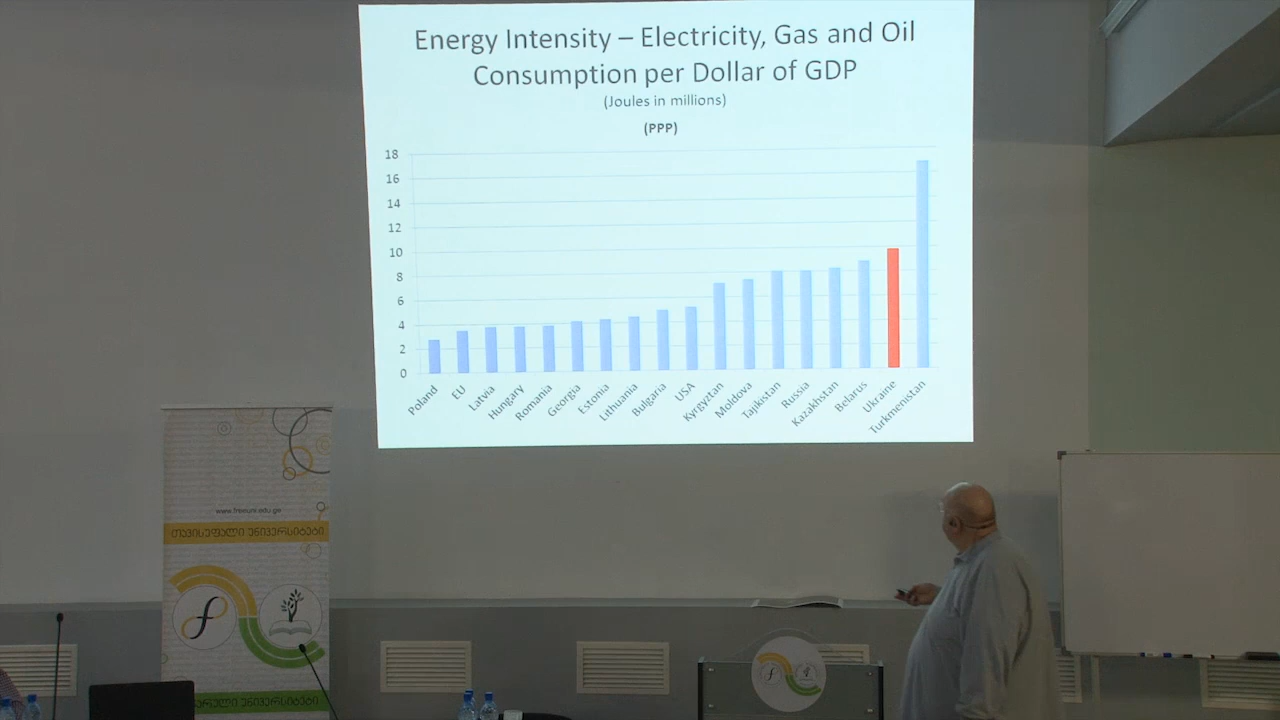 Energy Intensity – Electricity, Gas and Oil
Consumption per Dollar of GDP
(Joules in millions)
(PPP)
18
16
14
12
10
8
6
4
2
0
Poland
EU
Latvia
Hungary
Romania
Georgia
Estonia
Lithuania
Bulgaria
USA
Kyrgyztan
Moldova
Tajikistan
Russia
Kazakhstan
Belarus
Ukraine
Turkmenistan
www.freeuni.edu.ge
თავისუფალი უნივერსიტეტი
უნივერსიტეტი